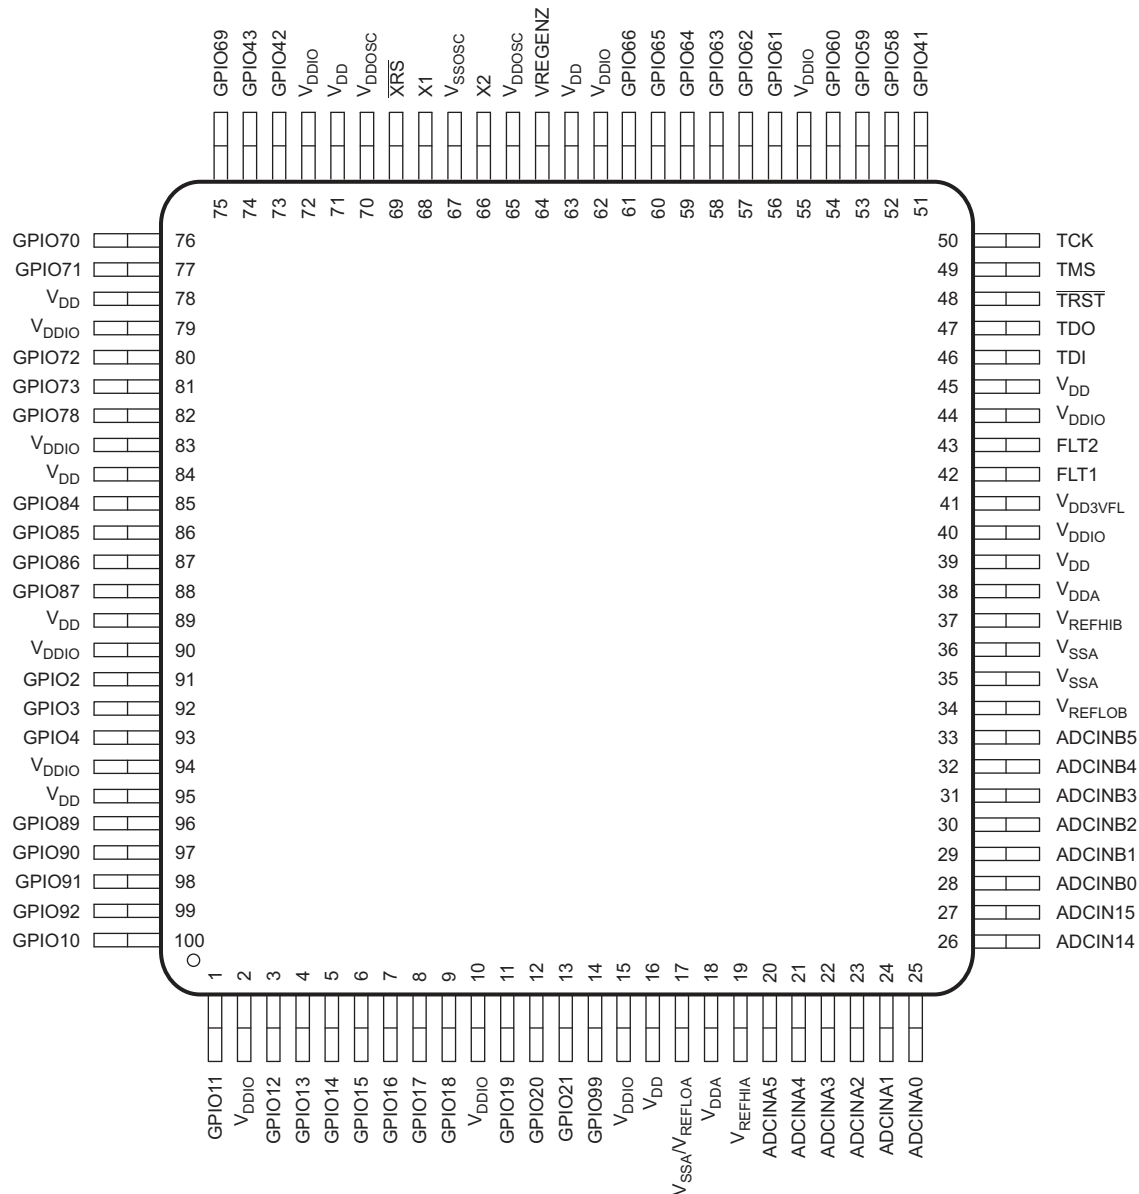 GPIO69
GPIO43
GPIO42
VDDIO
VDD
VDDOSC
XRS
X1
VSSOSC
X2
VDDOSC
VREGENZ
VDD
VDDIO
GPIO66
GPIO65
GPIO64
GPIO63
GPIO62
GPIO61
VDDIO
GPIO60
GPIO59
GPIO58
GPIO41
75 74 73 72 71 70 69 68 67 66 65 64 63 62 61 60 59 58 57 56 55 54 53 52 51
GPIO70 76 50 TCK
GPIO71 77 49 TMS
VDD 78 48 TRST
VDDIO 79 47 TDO
GPIO72 80 46 TDI
GPIO73 81 45 VDD
GPIO78 82 44 VDDIO
VDDIO 83 43 FLT2
VDD 84 42 FLT1
GPIO84 85 41 VDD3VFL
GPIO85 86 40 VDDIO
GPIO86 87 39 VDD
GPIO87 88 38 VDDA
VDD 89 37 VREFHIB
VDDIO 90 36 VSSA
GPIO2 91 35 VSSA
GPIO3 92 34 VREFLOB
GPIO4 93 33 ADCINB5
VDDIO 94 32 ADCINB4
VDD 95 31 ADCINB3
GPIO89 96 30 ADCINB2
GPIO90 97 29 ADCINB1
GPIO91 98 28 ADCINB0
GPIO92 99 27 ADCIN15
GPIO10 100 26 ADCIN14
1 2 3 4 5 6 7 8 9 10 11 12 13 14 15 16 17 18 19 20 21 22 23 24 25
GPIO11
VDDIO
GPIO12
GPIO13
GPIO14
GPIO15
GPIO16
GPIO17
GPIO18
VDDIO
GPIO19
GPIO20
GPIO21
GPIO99
VDDIO
VDD
VSSA/VREFLOA
VDDA
VREFHIA
ADCINA5
ADCINA4
ADCINA3
ADCINA2
ADCINA1
ADCINA0